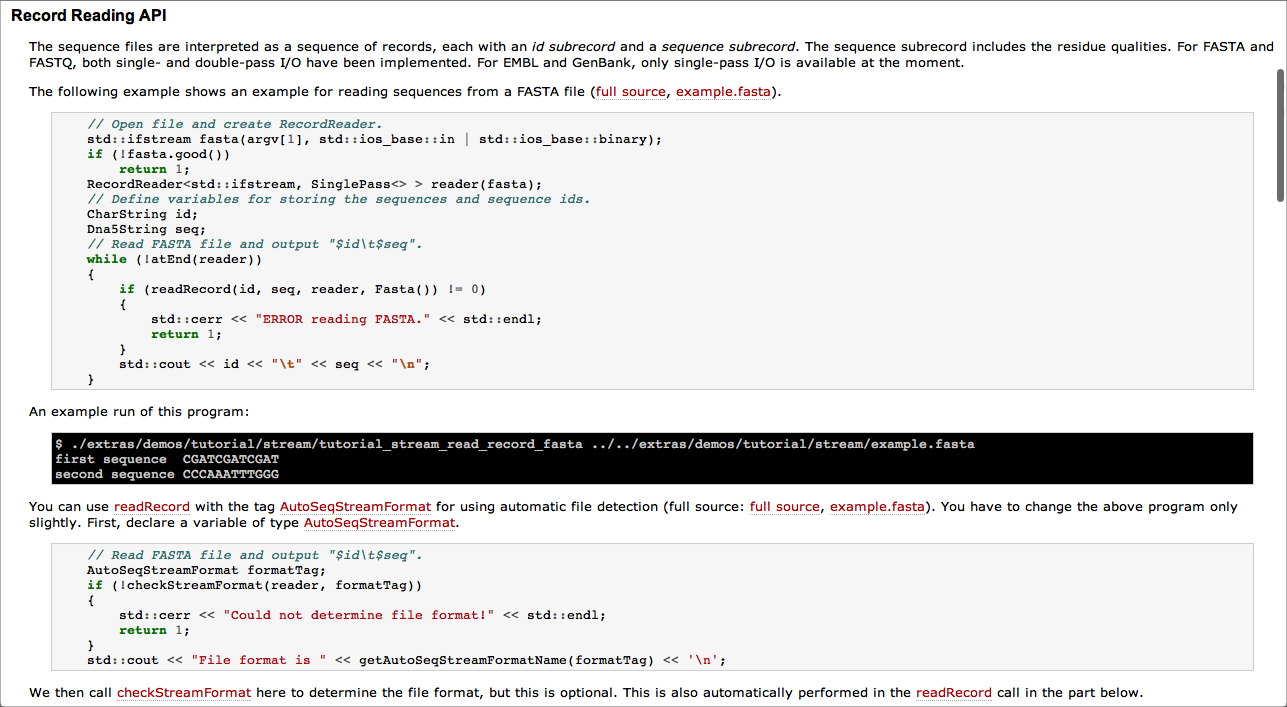 Record Reading API
The sequence files are interpreted as a sequence of records, each with an id subrecord and a sequence subrecord. The sequence subrecord includes the residue qualities. For FASTA and
FASTQ, both single- and double-pass I/O have been implemented. For EMBL and GenBank, only single-pass I/O is available at the moment.
The following example shows an example for reading sequences from a FASTA file (full source, example.fasta).
// Open file and create RecordReader.
std::ifstream fasta(argv[1], std::ios_base::in | std::ios_base::binary);
if (!fasta.good())
    return 1;
RecordReader<std::ifstream, SinglePass<> > reader(fasta);
// Define variables for storing the sequences and sequence ids.
CharString id;
Dna5String seq;
// Read FASTA file and output "$id\t$seq".
while (!atEnd(reader))
{
    if (readRecord(id, seq, reader, Fasta()) != 0)
    {
        std::cerr << "ERROR reading FASTA." << std::endl;
        return 1;
    }
    std::cout << id << "\t" << seq << "\n";
}
An example run of this program:
$ ./extras/demos/tutorial/stream/tutorial_stream_read_record_fasta ../../extras/demos/tutorial/stream/example.fasta
first sequence  CGATCGATCGAT
second sequence CCCAAATTTGGG
You can use readRecord with the tag AutoSeqStreamFormat for using automatic file detection (full source: full source, example.fasta). You have to change the above program only
slightly. First, declare a variable of type AutoSeqStreamFormat.
// Read FASTA file and output "$id\t$seq".
AutoSeqStreamFormat formatTag;
if (!checkStreamFormat(reader, formatTag))
{
    std::cerr << "Could not determine file format!" << std::endl;
    return 1;
}
std::cout << "File format is " << getAutoSeqStreamFormatName(formatTag) << '\n';
We then call checkStreamFormat here to determine the file format, but this is optional. This is also automatically performed in the readRecord call in the part below.